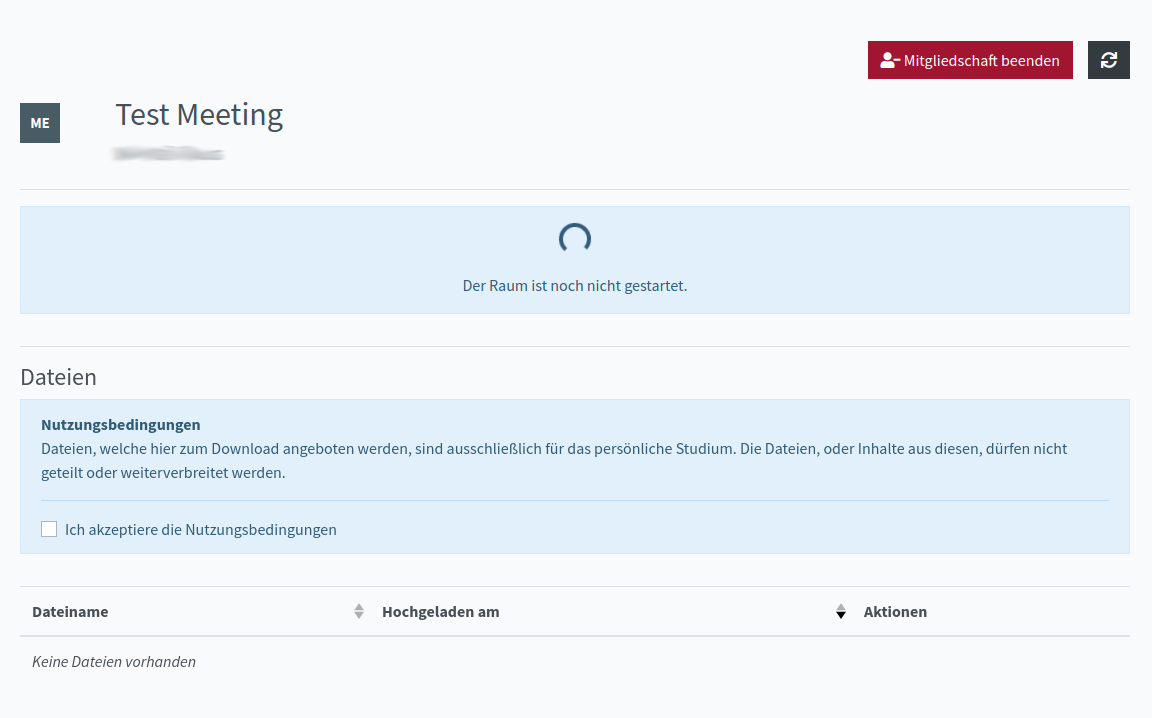 Mitgliedschaft beenden
ME
Test Meeting
Der Raum ist noch nicht gestartet.
Dateien
Nutzungsbedingungen
Dateien, welche hier zum Download angeboten werden, sind ausschließlich für das persönliche Studium. Die Dateien, oder Inhalte aus diesen, dürfen nicht
geteilt oder weiterverbreitet werden.
Ich akzeptiere die Nutzungsbedingungen
Dateiname Hochgeladen am Aktionen
Keine Dateien vorhanden